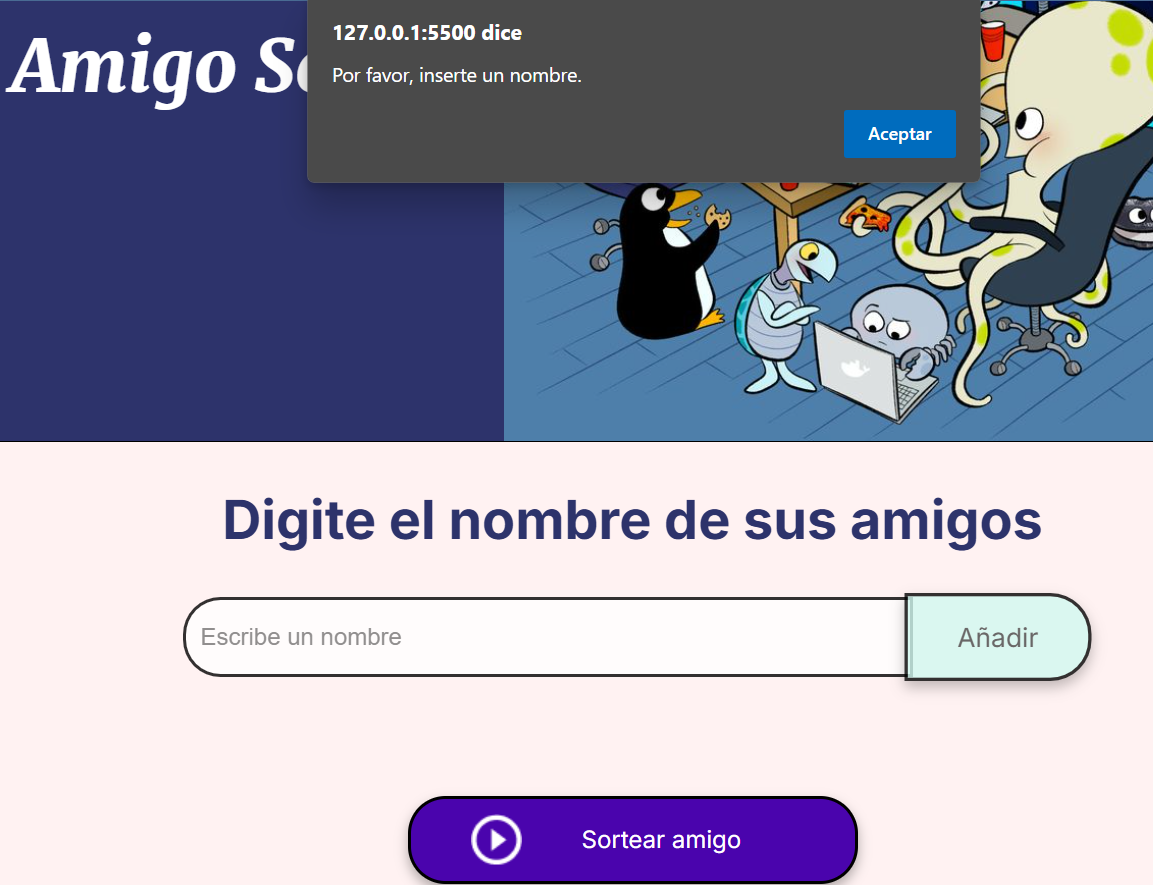 Amigo
127.0.0.1:5500 dice
Por favor, inserte un nombre.
Aceptar
Digite el nombre de sus amigos
Escribe un nombre
Añadir
Sortear amigo